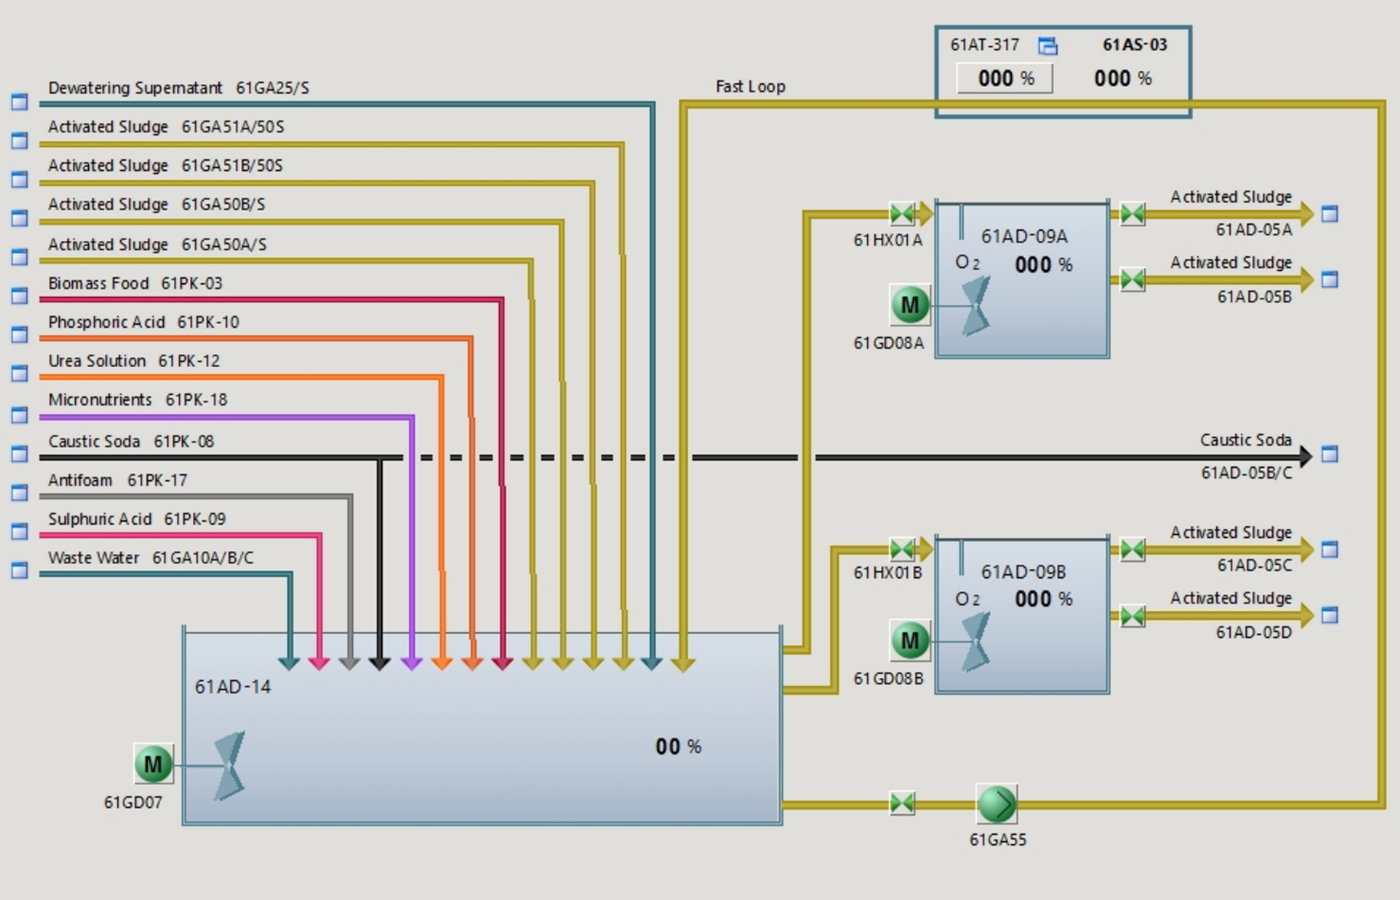 61AT-317 61AS-03
000 % 000 %
Fast Loop
Dewatering Supernatant 61GA25/S
Activated Sludge 61GA51A/50S
Activated Sludge 61GA51B/50S
Activated Sludge 61GA50B/S
Activated Sludge 61GA50A/S
Biomass Food 61PK-03
Phosphoric Acid 61PK-10
Urea Solution 61PK-12
Micronutrients 61PK-18
Caustic Soda 61PK-08
Antifoam 61PK-17
Sulphuric Acid 61PK-09
Waste Water 61GA10A/B/C
61AD-14
00 %
M
61GD07
61HX01A
61AD-09A
O2 000 %
M
61GD08A
Activated Sludge
61AD-05A
Activated Sludge
61AD-05B
Caustic Soda
61AD-05B/C
61HX01B
61AD-09B
O2 000 %
M
61GD08B
Activated Sludge
61AD-05C
Activated Sludge
61AD-05D
61GA55